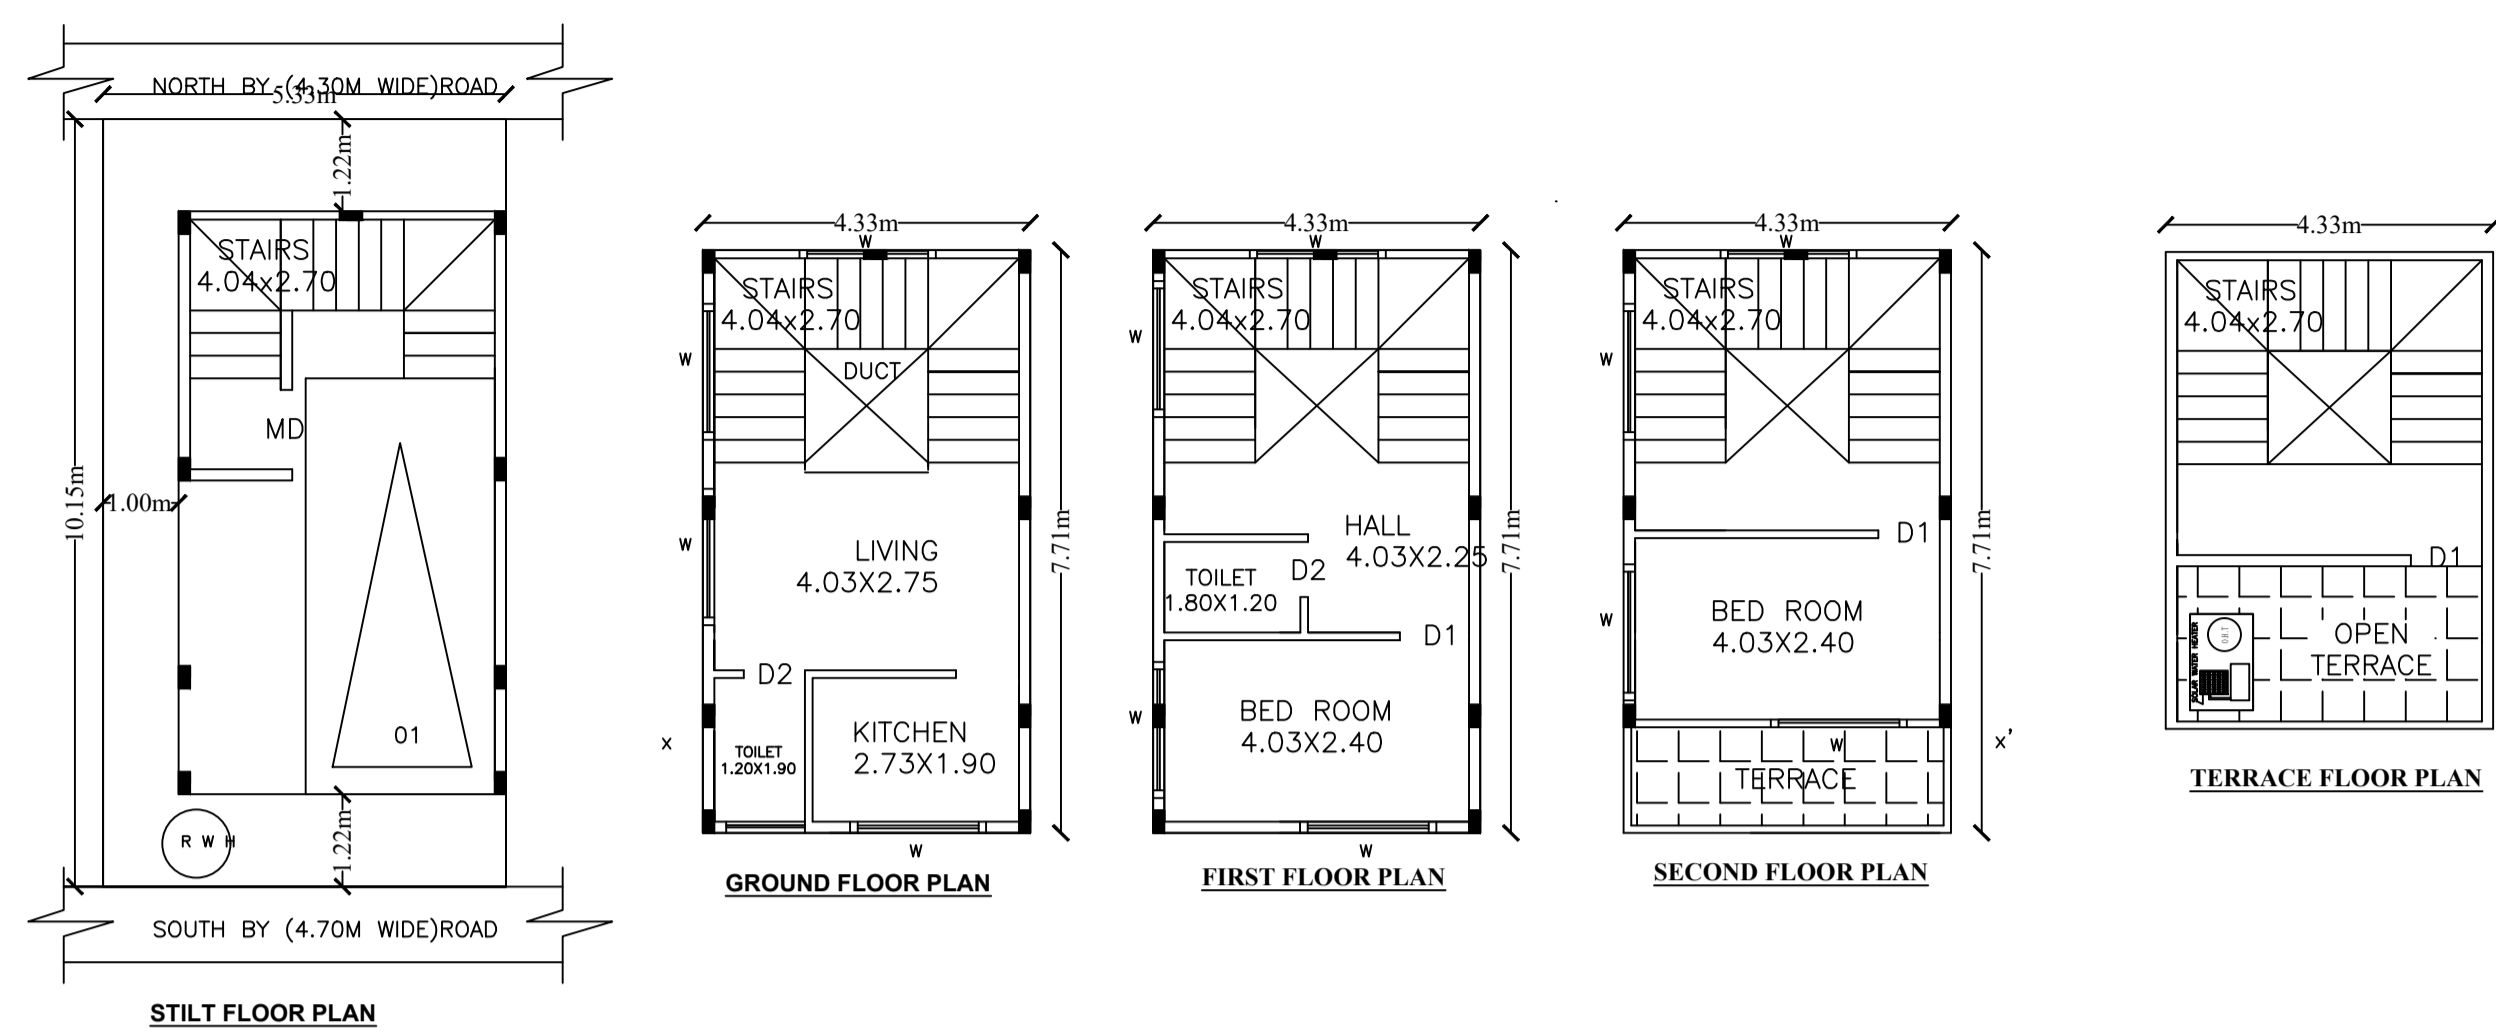 NORTH BY (4.30M WIDE)ROAD
5.33m
1.22m
STAIRS
4.04x2.70
MD
10.15m
1.00m
01
R W H
1.22m
SOUTH BY (4.70M WIDE)ROAD
STILT FLOOR PLAN
4.33m
W
STAIRS
4.04x2.70
W
DUCT
7.71m
W
LIVING
4.03X2.75
D2
TOILET
1.20X1.90
KITCHEN
2.73X1.90
X
W
GROUND FLOOR PLAN
4.33m
W
STAIRS
4.04x2.70
W
7.71m
HALL
4.03X2.25
TOILET
1.80X1.20
D2
D1
BED ROOM
4.03X2.40
W
W
FIRST FLOOR PLAN
4.33m
W
STAIRS
4.04x2.70
W
7.71m
D1
BED ROOM
4.03X2.40
W
W
X'
TERRACE
SECOND FLOOR PLAN
4.33m
STAIRS
4.04x2.70
D1
SOLAR WATER HEATER
O.H.T
OPEN
TERRACE
TERRACE FLOOR PLAN